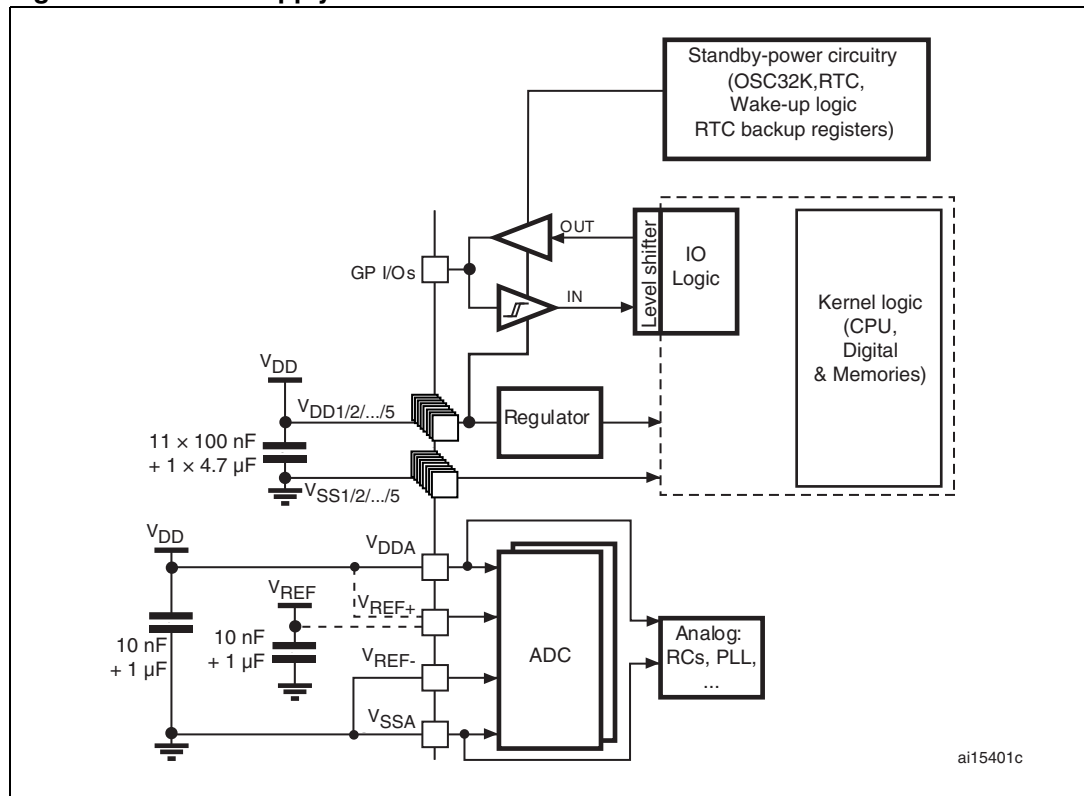 Standby-power circuitry
(OSC32K,RTC,
Wake-up logic
RTC backup registers)
OUT
GP I/Os
IN
Level shifter
IO
Logic
Kernel logic
(CPU,
Digital
& Memories)
VDD
VDD1/2/.../5
Regulator
11 × 100 nF
+ 1 × 4.7 µF
VSS1/2/.../5
VDD
VDDA
VREF
VREF+
10 nF
+ 1 µF
10 nF
+ 1 µF
VREF-
ADC
Analog:
RCs, PLL,
...
VSSA
ai15401c